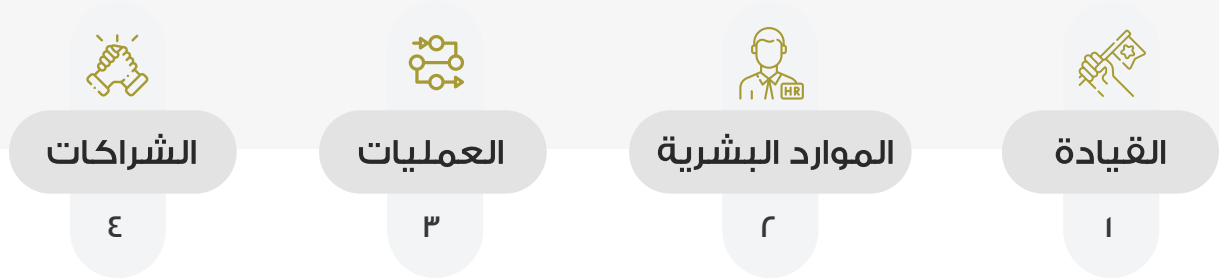 HR
القيادة
الموارد البشرية
العمليات
الشراكات
١
٢
٣
٤